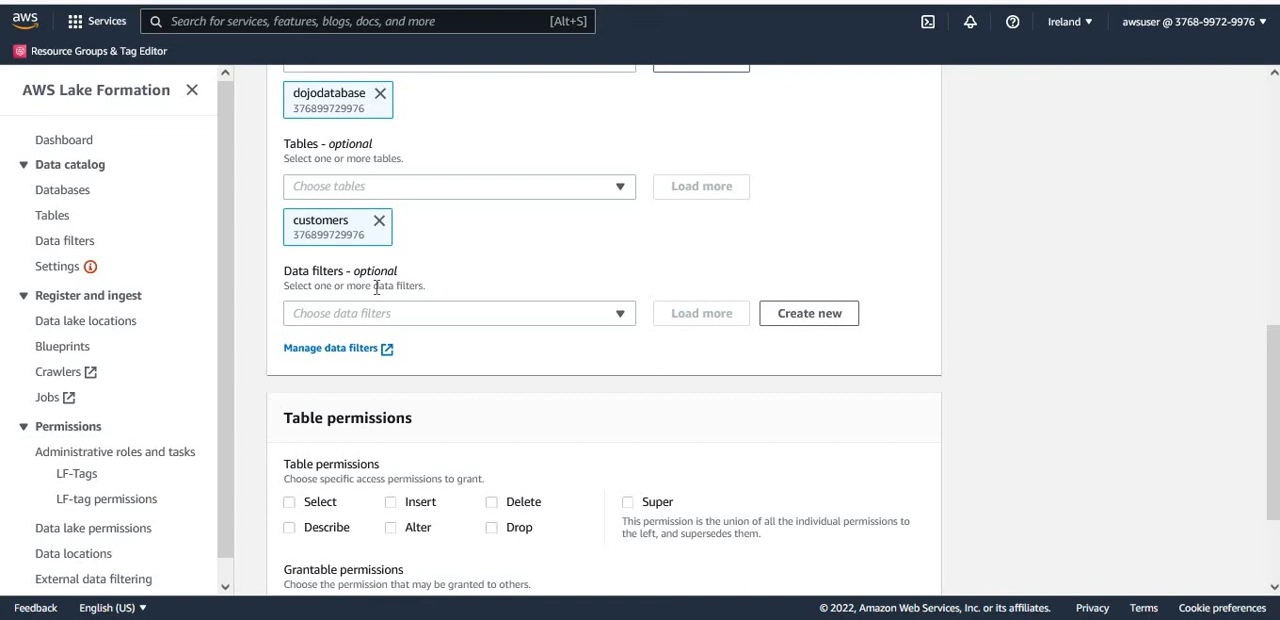 aws
Services
Search for services, features, blogs, docs, and more
[Alt+S]
Ireland ▼
awsuser @ 3768-9972-9976 ▼
Resource Groups & Tag Editor
AWS Lake Formation
Dashboard
Data catalog
Databases
Tables
Data filters
Settings
Register and ingest
Data lake locations
Blueprints
Crawlers
Jobs
Permissions
Administrative roles and tasks
LF-Tags
LF-tag permissions
Data lake permissions
Data locations
External data filtering
dojodatabase
376899729976
Tables - optional
Select one or more tables.
Choose tables
Load more
customers
376899729976
Data filters - optional
Select one or more data filters.
Choose data filters
Load more
Create new
Manage data filters
Table permissions
Table permissions
Choose specific access permissions to grant.
Select
Insert
Delete
Super
Describe
Alter
Drop
This permission is the union of all the individual permissions to
the left, and supersedes them.
Grantable permissions
Choose the permission that may be granted to others.
Feedback
English (US) ▼
© 2022, Amazon Web Services, Inc. or its affiliates.
Privacy
Terms
Cookie preferences